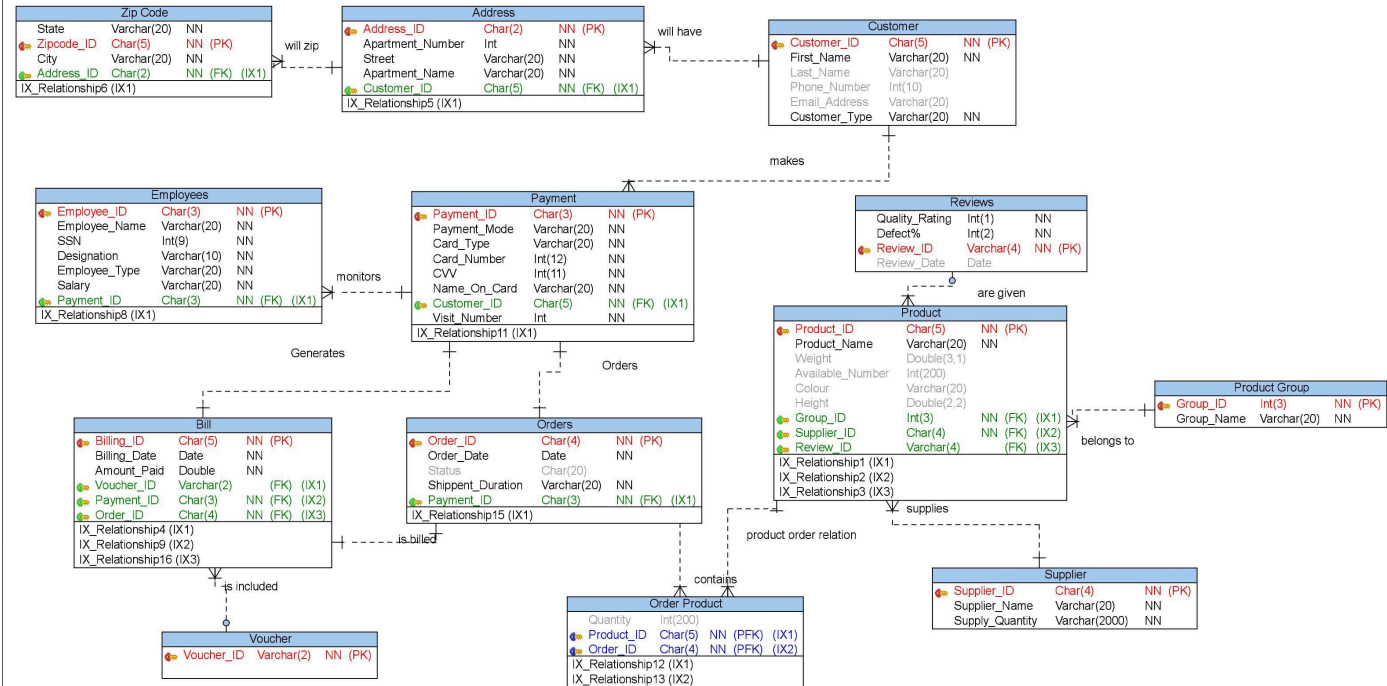 Zip Code
State Varchar(20) NN
Zipcode_ID Char(5) NN (PK)
City Varchar(20) NN
Address_ID Char(2) NN (FK) (IX1)
IX_Relationship6 (IX1)
will zip
Address
Address_ID Char(2) NN (PK)
Apartment_Number Int NN
Street Varchar(20) NN
Apartment_Name Varchar(20) NN
Customer_ID Char(5) NN (FK) (IX1)
IX_Relationship5 (IX1)
will have
Customer
Customer_ID Char(5) NN (PK)
First_Name Varchar(20) NN
Last_Name Varchar(20)
Phone_Number Int(10)
Email_Address Varchar(20)
Customer_Type Varchar(20) NN
makes
Employees
Employee_ID Char(3) NN (PK)
Employee_Name Varchar(20) NN
SSN Int(9) NN
Designation Varchar(10) NN
Employee_Type Varchar(20) NN
Salary Varchar(20) NN
Payment_ID Char(3) NN (FK) (IX1)
IX_Relationship8 (IX1)
monitors
Payment
Payment_ID Char(3) NN (PK)
Payment_Mode Varchar(20) NN
Card_Type Varchar(20) NN
Card_Number Int(12) NN
CVV Int(11) NN
Name_On_Card Varchar(20) NN
Customer_ID Char(5) NN (FK) (IX1)
Visit_Number Int NN
IX_Relationship11 (IX1)
Reviews
Quality_Rating Int(1) NN
Defect% Int(2) NN
Review_ID Varchar(4) NN (PK)
Review_Date Date
are given
Product
Product_ID Char(5) NN (PK)
Product_Name Varchar(20) NN
Weight Double(3,1)
Available_Number Int(200)
Colour Varchar(20)
Height Double(2,2)
Group_ID Int(3) NN (FK) (IX1)
Supplier_ID Char(4) NN (FK) (IX2)
Review_ID Varchar(4) (FK) (IX3)
IX_Relationship1 (IX1)
IX_Relationship2 (IX2)
IX_Relationship3 (IX3)
Product Group
Group_ID Int(3) NN (PK)
Group_Name Varchar(20) NN
belongs to
Generates
Orders
Bill
Billing_ID Char(5) NN (PK)
Billing_Date Date NN
Amount_Paid Double NN
Voucher_ID Varchar(2) (FK) (IX1)
Payment_ID Char(3) NN (FK) (IX2)
Order_ID Char(4) NN (FK) (IX3)
IX_Relationship4 (IX1)
IX_Relationship9 (IX2)
IX_Relationship16 (IX3)
Orders
Order_ID Char(4) NN (PK)
Order_Date Date NN
Status Char(20)
Shippent_Duration Varchar(20) NN
Payment_ID Char(3) NN (FK) (IX1)
IX_Relationship15 (IX1)
is billed
supplies
product order relation
is included
contains
Voucher
Voucher_ID Varchar(2) NN (PK)
Order Product
Quantity Int(200)
Product_ID Char(5) NN (PFK) (IX1)
Order_ID Char(4) NN (PFK) (IX2)
IX_Relationship12 (IX1)
IX_Relationship13 (IX2)
Supplier
Supplier_ID Char(4) NN (PK)
Supplier_Name Varchar(20) NN
Supply_Quantity Varchar(2000) NN